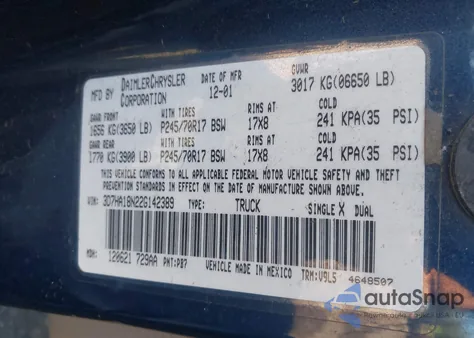 MFD BY DAIMLERCHRYSLER CORPORATION DATE OF MFR 12-01 GVWR 3017 KG(06650 LB)
GAWR FRONT WITH TIRES RIMS AT COLD
1656 KG(3650 LB) P245/70R17 BSW 17X8 241 KPA(35 PSI)
GAWR REAR WITH TIRES RIMS AT COLD
1770 KG(3900 LB) P245/70R17 BSW 17X8 241 KPA(35 PSI)
THIS VEHICLE CONFORMS TO ALL FEDERAL MOTOR VEHICLE SAFETY AND THEFT
PREVENTION STANDARDS IN EFFECT ON THE DATE OF MANUFACTURE SHOWN ABOVE
VIN: 3D7HA18N22G142389 TYPE: TRUCK SINGLE X DUAL
MDH: 120621 729AA PNT:PB7 VEHICLE MADE IN MEXICO TRM:V9L5 4648507
autoSnap